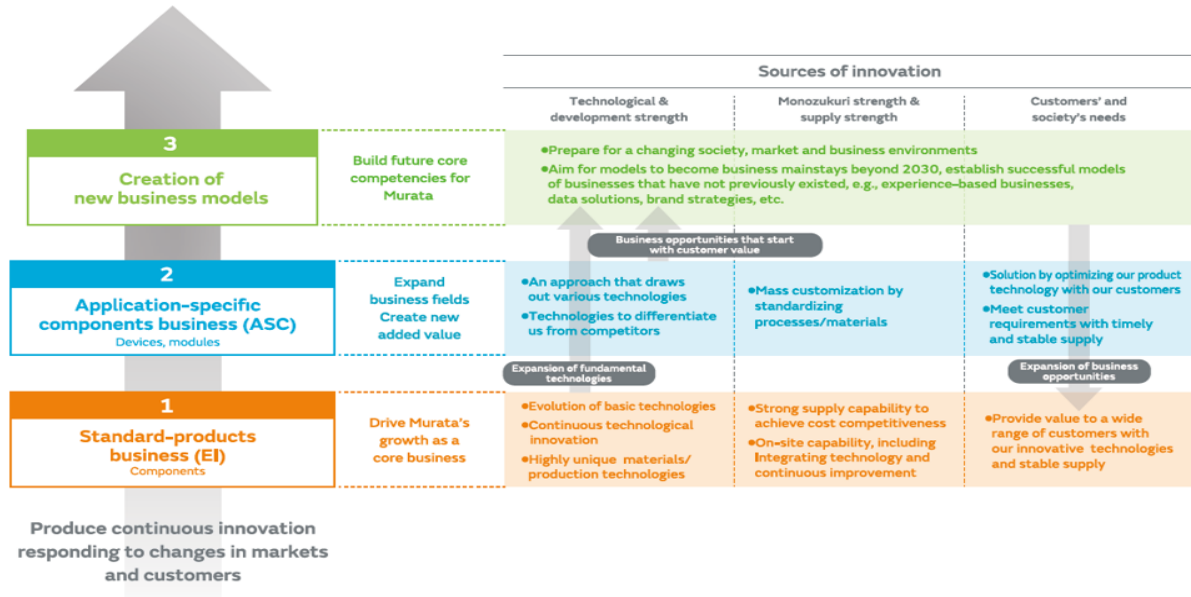 Sources of innovation
Technological &
development strength
Monozukuri strength &
supply strength
Customers' and
society's needs
3
Creation of
new business models
Build future core
competencies for
Murata
•Prepare for a changing society, market and business environments
•Aim for models to become business mainstays beyond 2030, establish successful models
of businesses that have not previously existed, e.g., experience-based businesses,
data solutions, brand strategies, etc.
Business opportunities that start
with customer value
2
Application-specific
components business (ASC)
Devices, modules
Expand
business fields
Create new
added value
•An approach that draws
out various technologies
•Technologies to differentiate
us from competitors
•Mass customization by
standardizing
processes/materials
•Solution by optimizing our product
technology with our customers
•Meet customer
requirements with timely
and stable supply
Expansion of fundamental
technologies
Expansion of business
opportunities
1
Standard-products
business (EI)
Components
Drive Murata's
growth as a
core business
•Evolution of basic technologies
•Continuous technological
innovation
•Highly unique materials/
production technologies
•Strong supply capability to
achieve cost competitiveness
•On-site capability, including
Integrating technology and
continuous improvement
•Provide value to a wide
range of customers with
our innovative technologies
and stable supply
Produce continuous innovation
responding to changes in markets
and customers